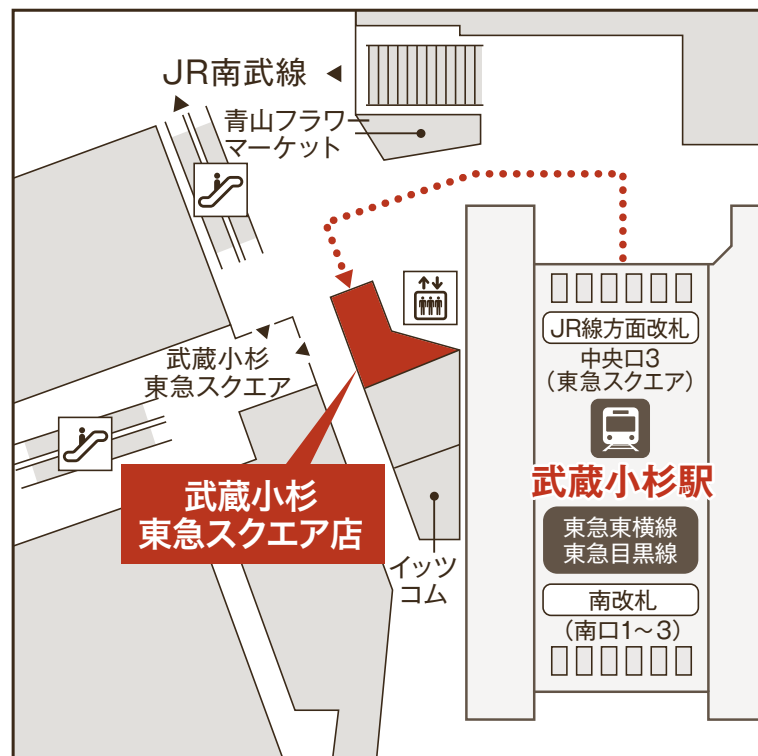 JR南武線
青山フラワー
マーケット
武蔵小杉
東急スクエア
武蔵小杉
東急スクエア店
イッツ
コム
JR線方面改札
中央口3
（東急スクエア）
武蔵小杉駅
東急東横線
東急目黒線
南改札
（南口1～3）